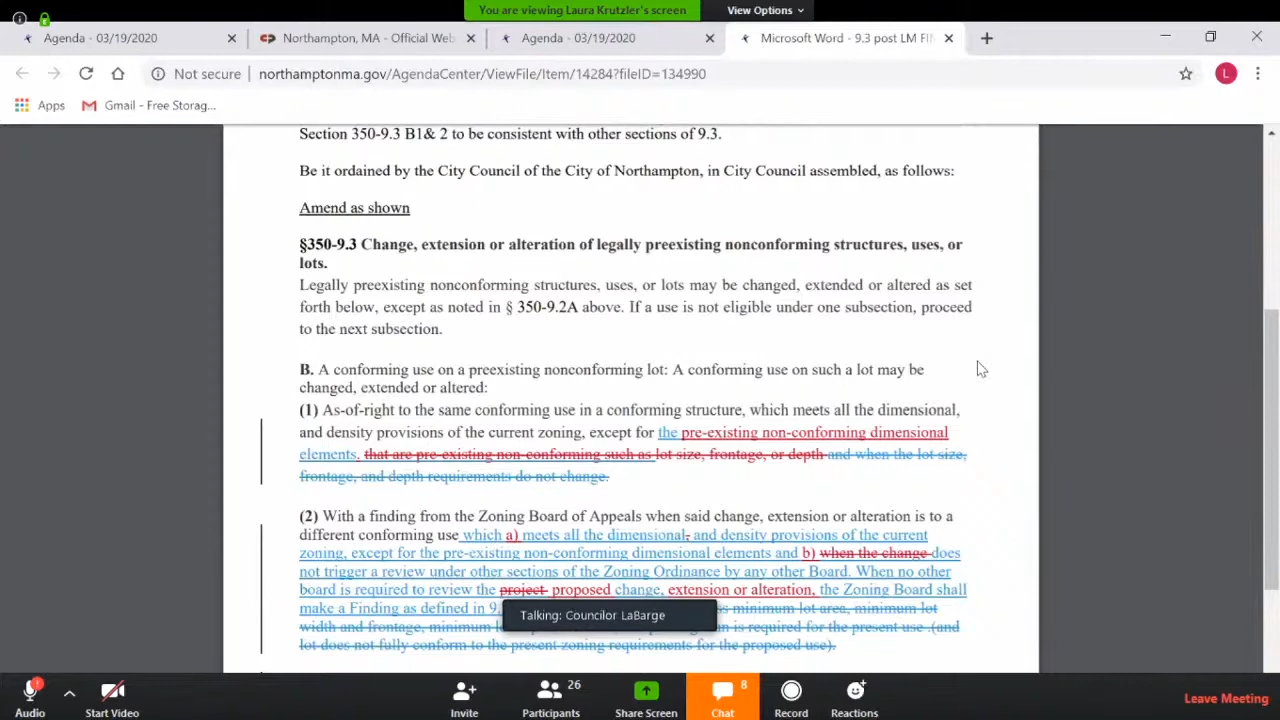 You are viewing Laura Krutzler's screen
View Options
Agenda - 03/19/2020
Northampton, MA - Official Web
Agenda - 03/19/2020
Microsoft Word - 9.3 post LM FIN
Not secure
northamptonma.gov/AgendaCenter/ViewFile/Item/14284?fileID=134990
L
Apps
Gmail - Free Storag...
Section 350-9.3 B1& 2 to be consistent with other sections of 9.3.
Be it ordained by the City Council of the City of Northampton, in City Council assembled, as follows:
Amend as shown
§350-9.3 Change, extension or alteration of legally preexisting nonconforming structures, uses, or
lots.
Legally preexisting nonconforming structures, uses, or lots may be changed, extended or altered as set
forth below, except as noted in § 350-9.2A above. If a use is not eligible under one subsection, proceed
to the next subsection.
B. A conforming use on a preexisting nonconforming lot: A conforming use on such a lot may be
changed, extended or altered:
(1) As-of-right to the same conforming use in a conforming structure, which meets all the dimensional,
and density provisions of the current zoning, except for the pre-existing non-conforming dimensional
elements. that are pre-existing non-conforming such as lot size, frontage, or depth and when the lot size,
frontage, and depth requirements do not change.
(2) With a finding from the Zoning Board of Appeals when said change, extension or alteration is to a
different conforming use which a) meets all the dimensional, and density provisions of the current
zoning, except for the pre-existing non-conforming dimensional elements and b) when the change does
not trigger a review under other sections of the Zoning Ordinance by any other Board. When no other
board is required to review the project proposed change, extension or alteration, the Zoning Board shall
make a Finding as defined in 9. minimum lot area, minimum lot
width and frontage, minimum is required for the present use .(and
lot does not fully conform to the present zoning requirements for the proposed use).
Talking: Councilor LaBarge
Audio
Start Video
Invite
26
Participants
Share Screen
8
Chat
Record
Reactions
Leave Meeting